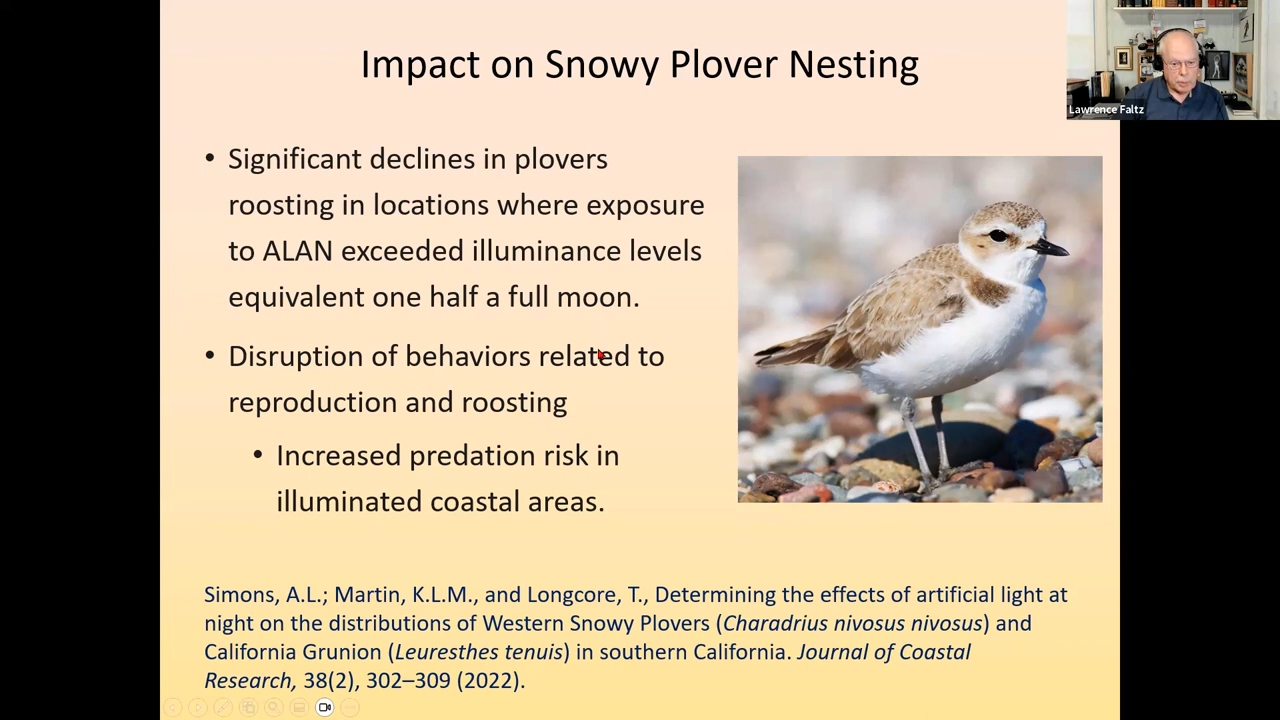 Impact on Snowy Plover Nesting
Lawrence Faltz
• Significant declines in plovers
roosting in locations where exposure
to ALAN exceeded illuminance levels
equivalent one half a full moon.
• Disruption of behaviors related to
reproduction and roosting
• Increased predation risk in
illuminated coastal areas.
Simons, A.L.; Martin, K.L.M., and Longcore, T., Determining the effects of artificial light at
night on the distributions of Western Snowy Plovers (Charadrius nivosus nivosus) and
California Grunion (Leuresthes tenuis) in southern California. Journal of Coastal
Research, 38(2), 302–309 (2022).